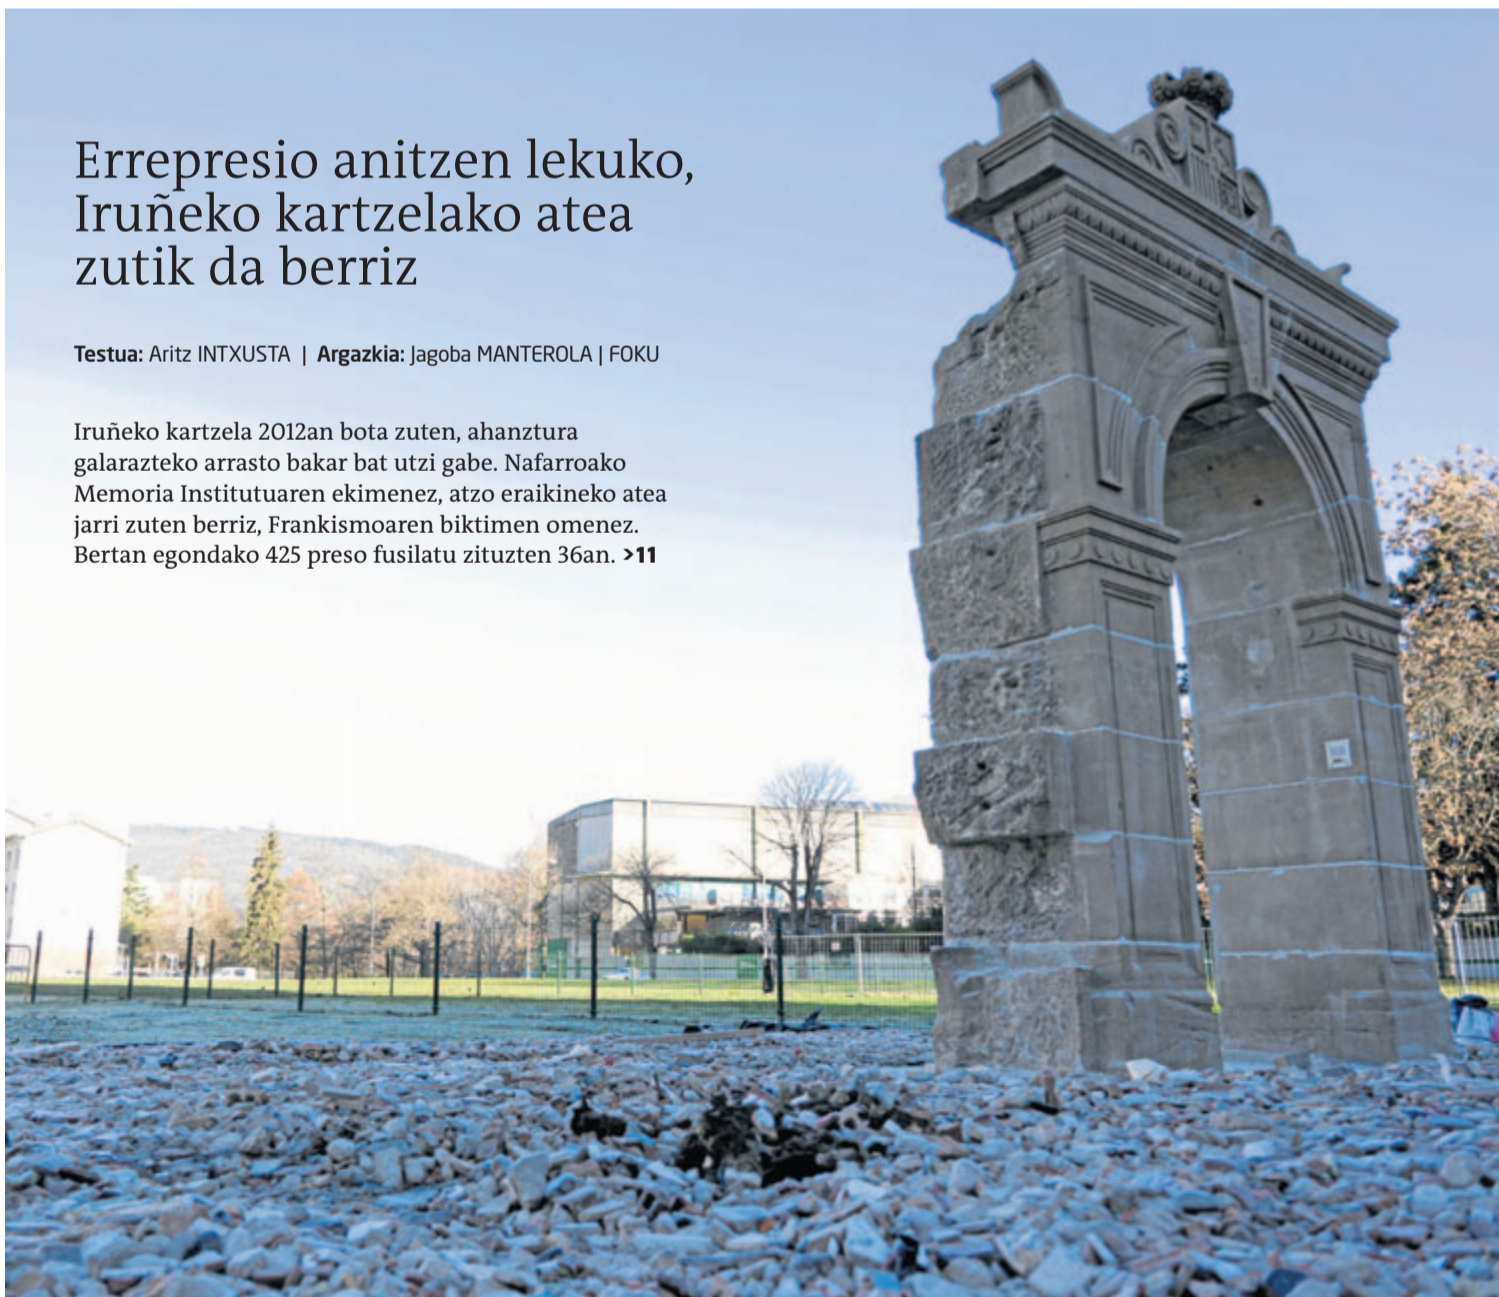 Errepresio anitzen lekuko,
Iruñeko kartzelako atea
zutik da berriz
Testua: Aritz INTXUSTA | Argazkia: Jagoba MANTEROLA | FOKU
Iruñeko kartzela 2012an bota zuten, ahanztura
galarazteko arrasto bakar bat utzi gabe. Nafarroako
Memoria Institutuaren ekimenez, atzo eraikineko atea
jarri zuten berriz, Frankismoaren biktimen omenez.
Bertan egondako 425 preso fusilatu zituzten 36an. >11